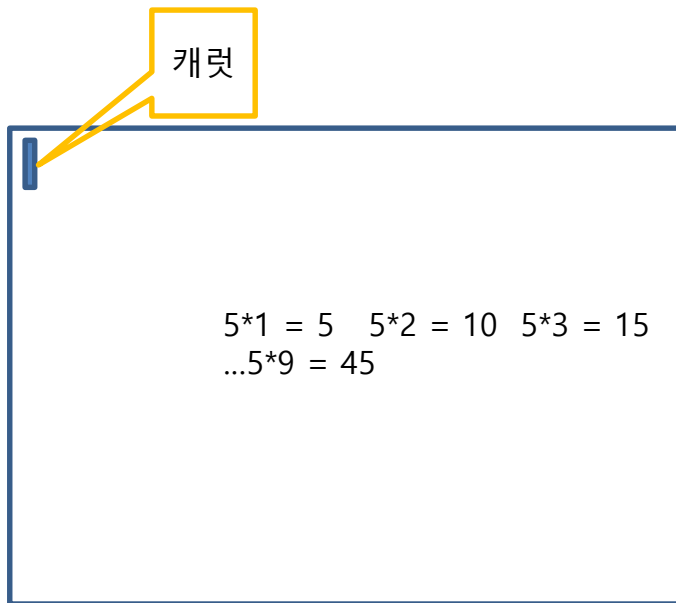 캐럿
5*1 = 5 5*2 = 10 5*3 = 15
...5*9 = 45